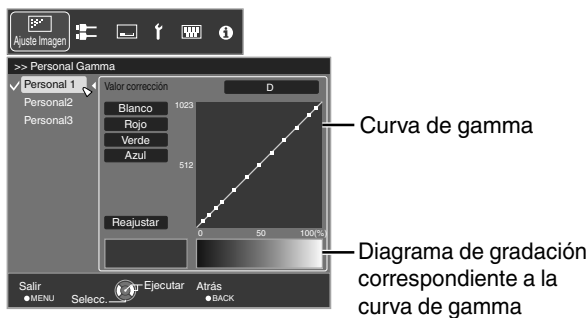 Ajuste Imagen
>> Personal Gamma
Personal 1
Personal2
Personal3
Valor corrección
D
Blanco
Rojo
Verde
Azul
Reajustar
1023
512
0 50 100(%)
Curva de gamma
Diagrama de gradación
correspondiente a la
curva de gamma
Salir
MENU
Selecc.
Ejecutar
Atrás
BACK